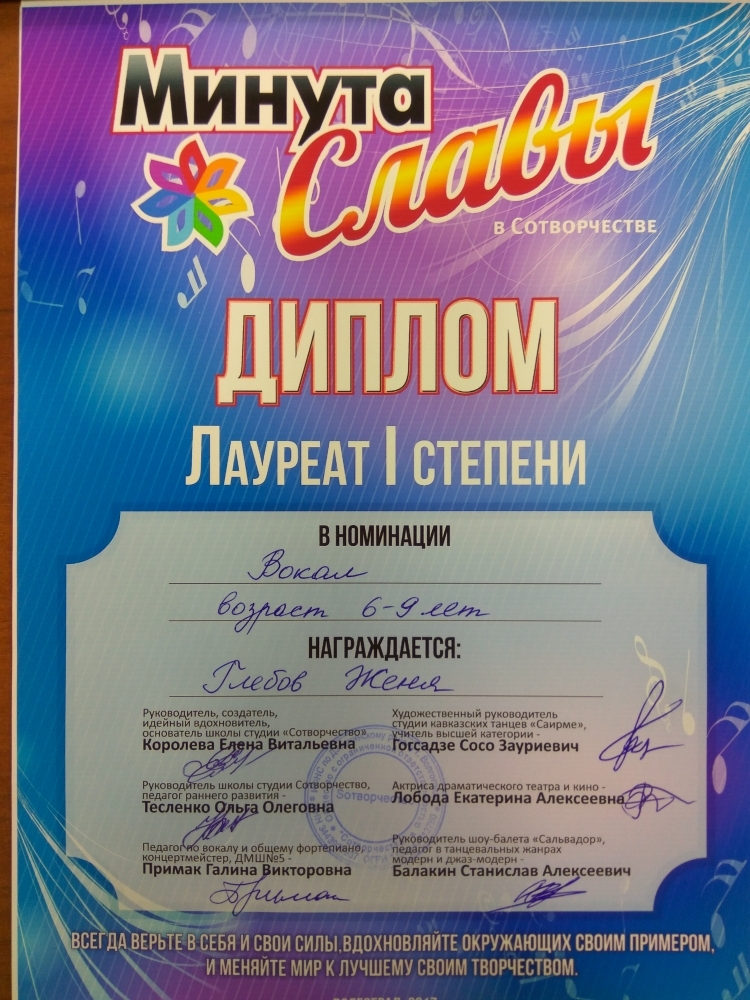 Минута
Славы
в Сотворчестве
ДИПЛОМ
Лауреат I степени
В НОМИНАЦИИ
Вокал
возраст 6-9 лет
НАГРАЖДАЕТСЯ:
Глебов Женя
Руководитель, создатель,
идейный вдохновитель,
основатель школы студии «Сотворчество»
Королева Елена Витальевна
Художественный руководитель
студии кавказских танцев «Саирме»,
учитель высшей категории -
Госсадзе Сосо Зауриевич
Руководитель школы студии Сотворчество,
педагог раннего развития -
Тесленко Ольга Олеговна
Актриса драматического театра и кино -
Лобода Екатерина Алексеевна
Педагог по вокалу и общему фортепиано,
концертмейстер, ДМШ№5 -
Примак Галина Викторовна
Руководитель шоу-балета «Сальвадор»,
педагог в танцевальных жанрах
модерн и джаз-модерн -
Балакин Станислав Алексеевич
ВСЕГДА ВЕРЬТЕ В СЕБЯ И СВОИ СИЛЫ,ВДОХНОВЛЯЙТЕ ОКРУЖАЮЩИХ СВОИМ ПРИМЕРОМ,
И МЕНЯЙТЕ МИР К ЛУЧШЕМУ СВОИМ ТВОРЧЕСТВОМ.